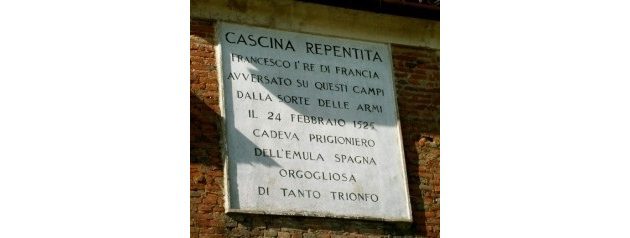 CASCINA REPENTITA
FRANCESCO I° RE DI FRANCIA
AVVERSATO SU QUESTI CAMPI
DALLA SORTE DELLE ARMI
IL 24 FEBBRAIO 1525
CADEVA PRIGIONIERO
DELL'EMULA SPAGNA
ORGOGLIOSA
DI TANTO TRIONFO